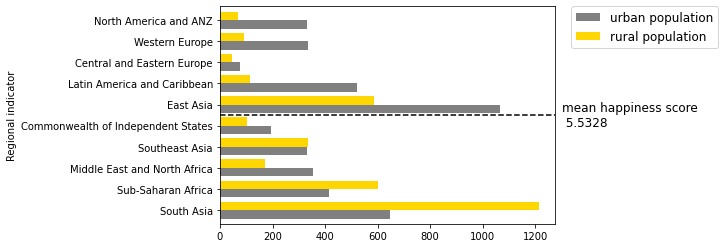 urban population
rural population
Regional indicator
North America and ANZ
Western Europe
Central and Eastern Europe
Latin America and Caribbean
East Asia
Commonwealth of Independent States
Southeast Asia
Middle East and North Africa
Sub-Saharan Africa
South Asia
mean happiness score
5.5328
0 200 400 600 800 1000 1200